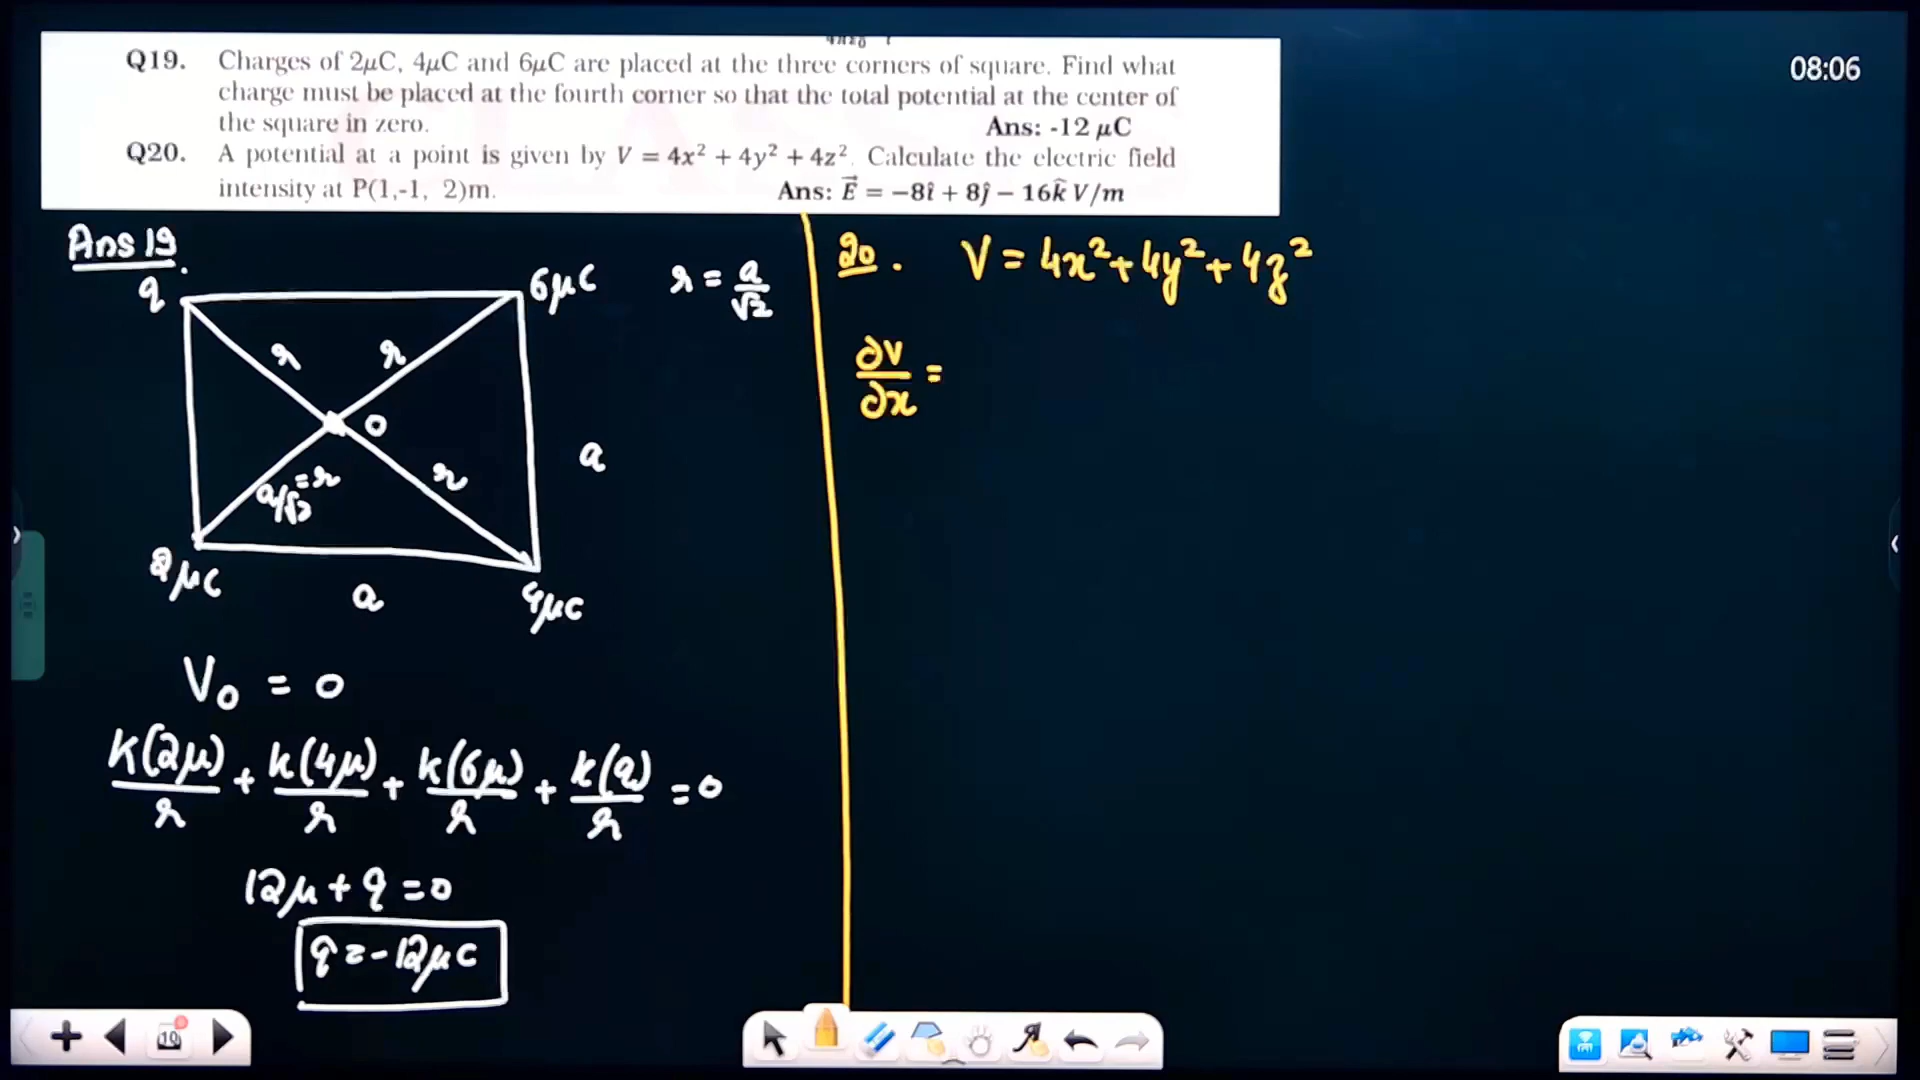 Q19. Charges of 2μC, 4μC and 6μC are placed at the three corners of square. Find what
charge must be placed at the fourth corner so that the total potential at the center of
the square in zero. Ans: -12 μC
Q20. A potential at a point is given by V = 4x² + 4y² + 4z². Calculate the electric field
intensity at P(1,-1, 2)m. Ans: E⃗ = −8î + 8ĵ − 16k̂ V/m
08:06
Ans 19.
q
6μC
r = a/√2
r
r
o
a/√2 = r
r
a
2μC
a
4μC
V₀ = 0
k(2μ)/r + k(4μ)/r + k(6μ)/r + k(q)/r = 0
12μ + q = 0
q = -12μC
20. V = 4x² + 4y² + 4z²
∂V/∂x =
10